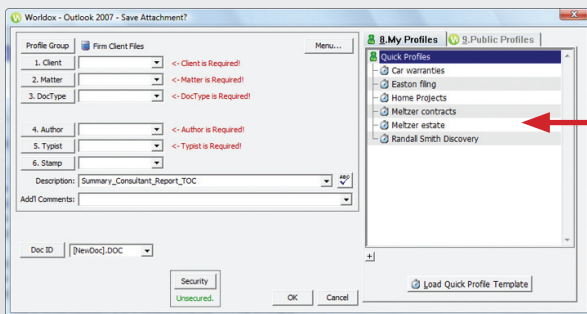 Worldox - Outlook 2007 - Save Attachment?
Profile Group Firm Client Files Menu...
1. Client <- Client is Required!
2. Matter <- Matter is Required!
3. DocType <- DocType is Required!
4. Author <- Author is Required!
5. Typist <- Typist is Required!
6. Stamp
Description: Summary_Consultant_Report_TOC ABC
Add'l Comments:
Doc ID [NewDoc].DOC
Security
Unsecured.
OK Cancel
8.My Profiles 9.Public Profiles
Quick Profiles
Car warranties
Easton filing
Home Projects
Meltzer contracts
Meltzer estate
Randall Smith Discovery
+
Load Quick Profile Template